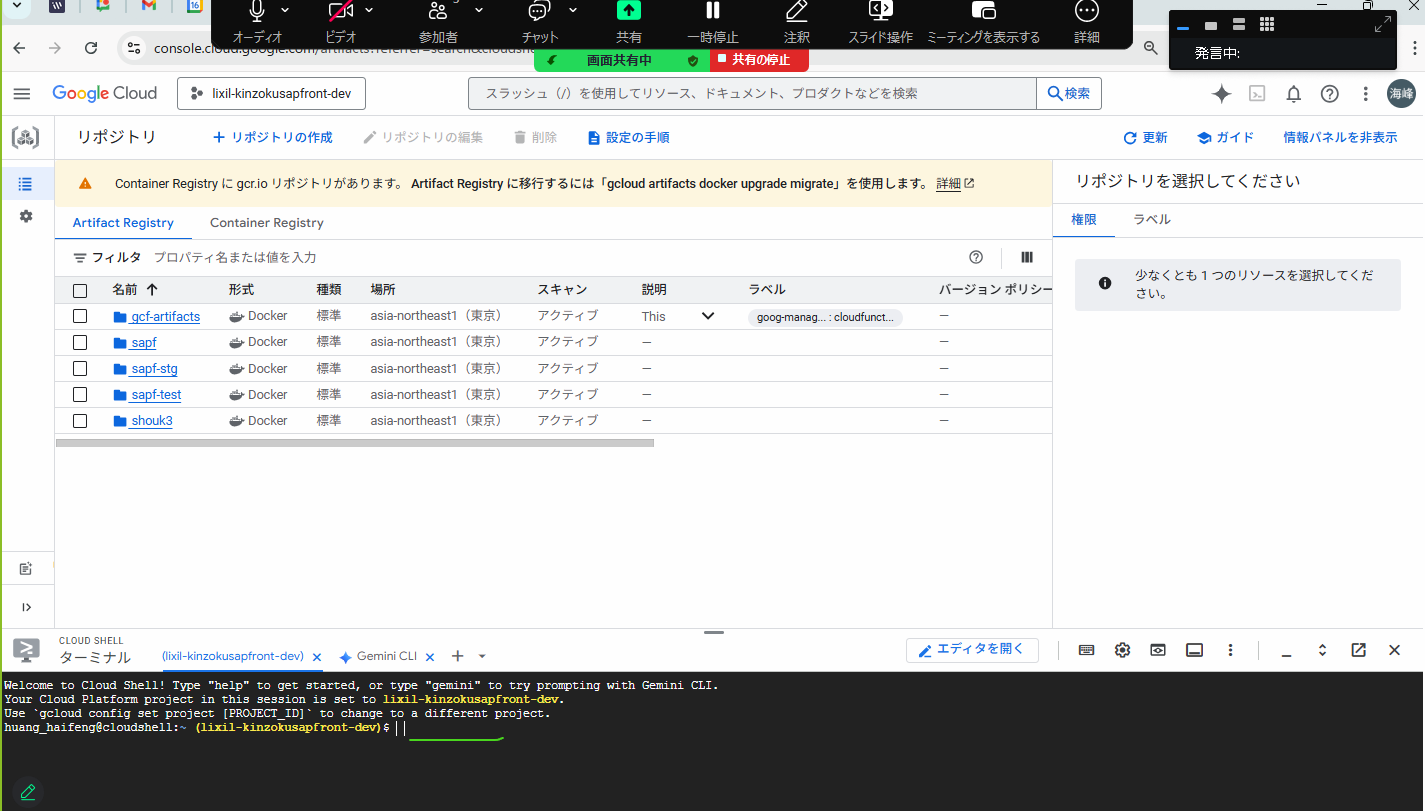 オーディオ
ビデオ
参加者
チャット
共有
一時停止
注釈
スライド操作
ミーティングを表示する
詳細
画面共有中
共有の停止
発言中:
console.cloud.google.com/artifacts?referrer=search&cloudsh
Google Cloud
lixil-kinzokusapfront-dev
スラッシュ（/）を使用してリソース、ドキュメント、プロダクトなどを検索
検索
海峰
リポジトリ
リポジトリの作成
リポジトリの編集
削除
設定の手順
更新
ガイド
情報パネルを非表示
Container Registry に gcr.io リポジトリがあります。 Artifact Registry に移行するには「gcloud artifacts docker upgrade migrate」を使用します。 詳細
Artifact Registry
Container Registry
フィルタ プロパティ名または値を入力
名前 形式 種類 場所 スキャン 説明 ラベル バージョン ポリシー
gcf-artifacts Docker 標準 asia-northeast1（東京） アクティブ This goog-manag... : cloudfunct... —
sapf Docker 標準 asia-northeast1（東京） アクティブ — —
sapf-stg Docker 標準 asia-northeast1（東京） アクティブ — —
sapf-test Docker 標準 asia-northeast1（東京） アクティブ — —
shouk3 Docker 標準 asia-northeast1（東京） アクティブ — —
リポジトリを選択してください
権限
ラベル
少なくとも 1 つのリソースを選択してくだ
さい。
CLOUD SHELL
ターミナル
(lixil-kinzokusapfront-dev)
Gemini CLI
エディタを開く
Welcome to Cloud Shell! Type "help" to get started, or type "gemini" to try prompting with Gemini CLI.
Your Cloud Platform project in this session is set to lixil-kinzokusapfront-dev.
Use `gcloud config set project [PROJECT_ID]` to change to a different project.
huang_haifeng@cloudshell:~ (lixil-kinzokusapfront-dev)$